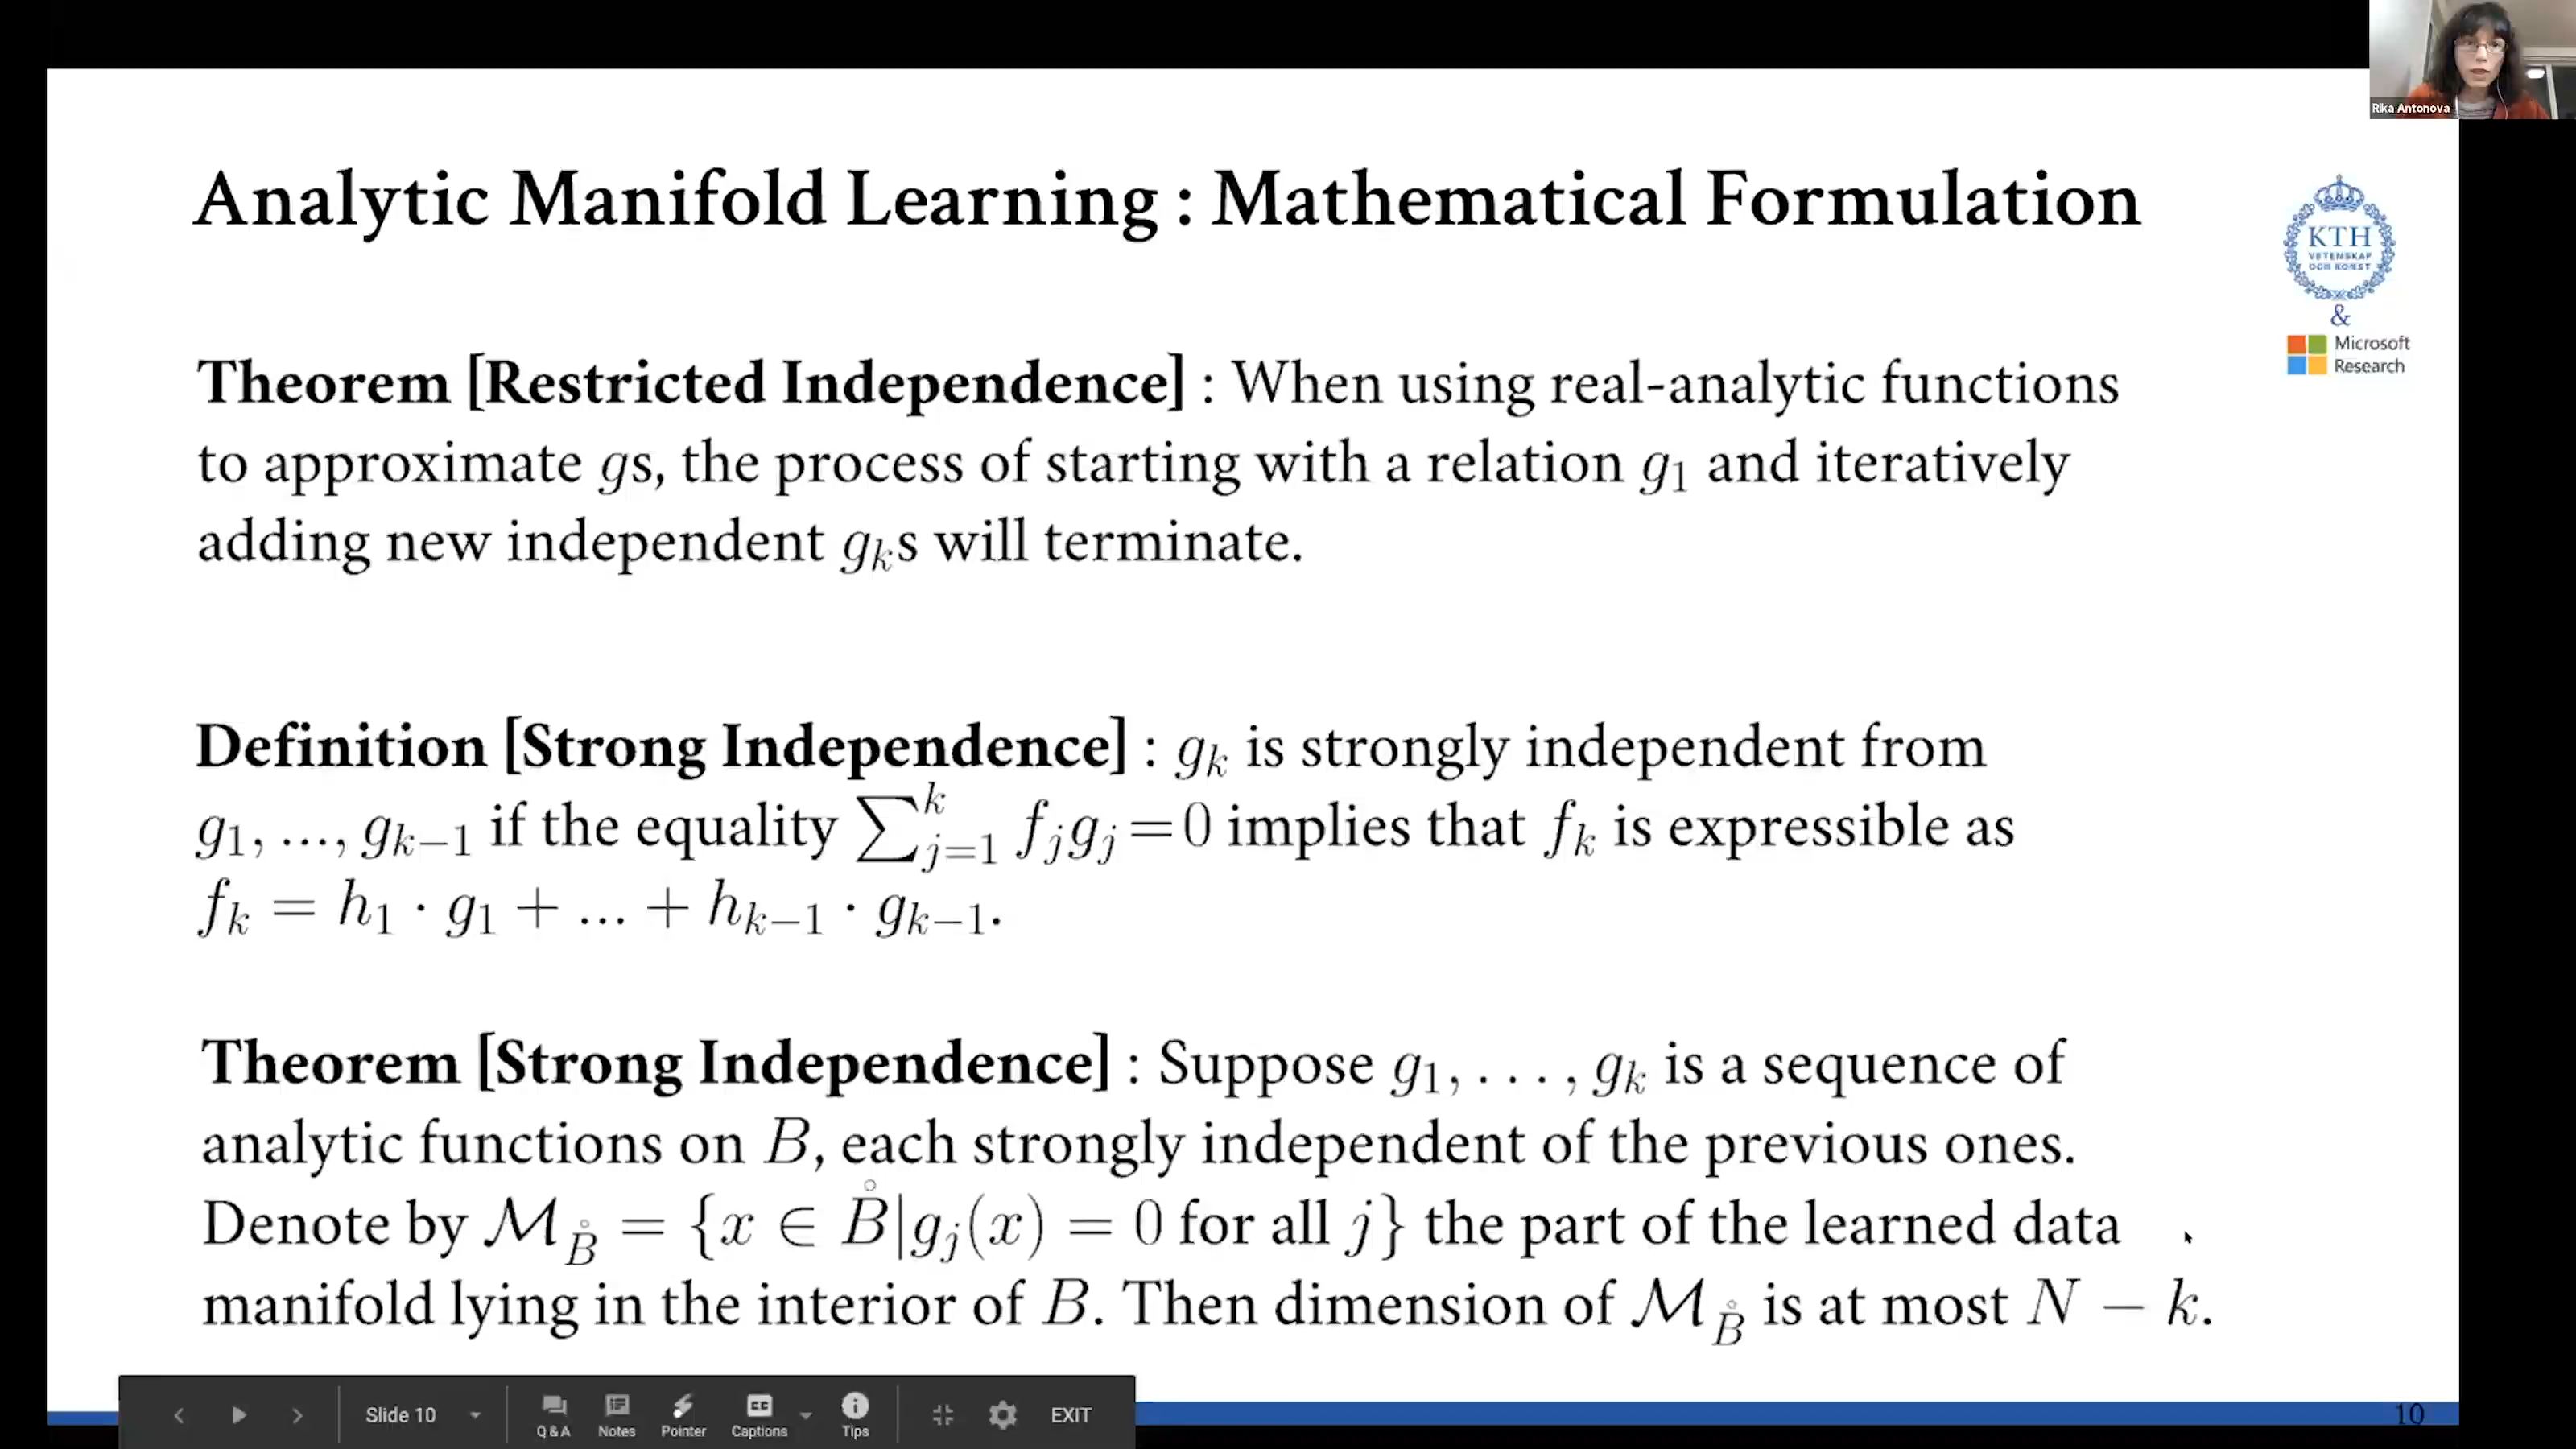 Rika Antonova
Analytic Manifold Learning : Mathematical Formulation
KTH
VETENSKAP
OCH KONST
&
Microsoft
Research
Theorem [Restricted Independence] : When using real-analytic functions
to approximate gs, the process of starting with a relation g₁ and iteratively
adding new independent gₖs will terminate.
Definition [Strong Independence] : gₖ is strongly independent from
g₁, ..., gₖ₋₁ if the equality ∑ⱼ₌₁ᵏ fⱼgⱼ=0 implies that fₖ is expressible as
fₖ = h₁ · g₁ + ... + hₖ₋₁ · gₖ₋₁.
Theorem [Strong Independence] : Suppose g₁, . . . , gₖ is a sequence of
analytic functions on B, each strongly independent of the previous ones.
Denote by ℳ_B̊ = {x ∈ B̊|gⱼ(x) = 0 for all j} the part of the learned data
manifold lying in the interior of B. Then dimension of ℳ_B̊ is at most N − k.
Slide 10
Q&A Notes Pointer Captions Tips
EXIT
10